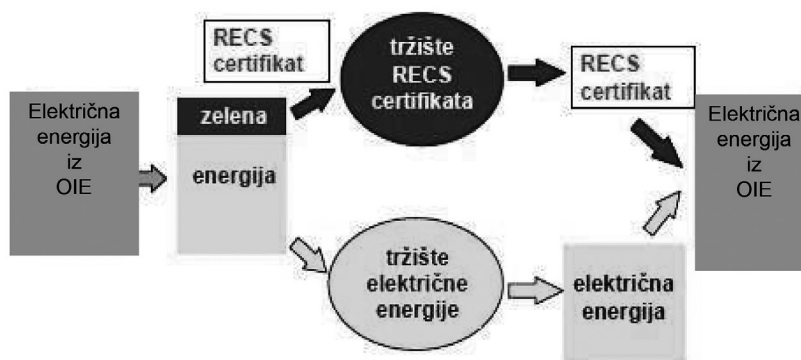 Električna
energija
iz
OIE
zelena
energija
RECS
certifikat
tržište
RECS
certifikata
RECS
certifikat
tržište
električne
energije
električna
energija
Električna
energija
iz
OIE